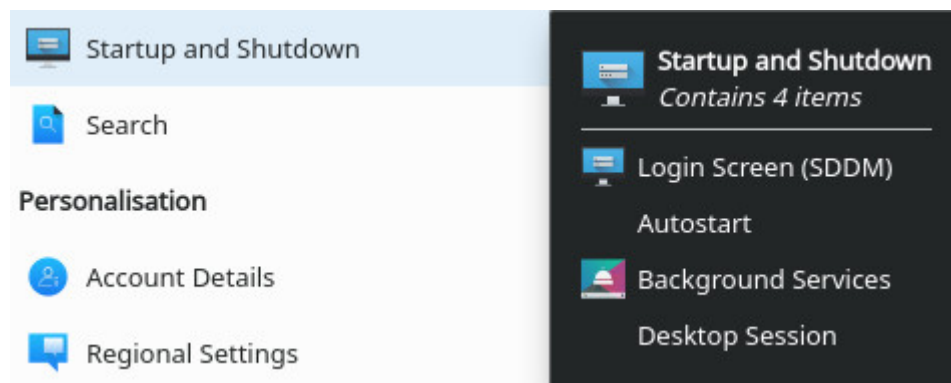 Startup and Shutdown
Search
Personalisation
Account Details
Regional Settings
Startup and Shutdown
Contains 4 items
Login Screen (SDDM)
Autostart
Background Services
Desktop Session